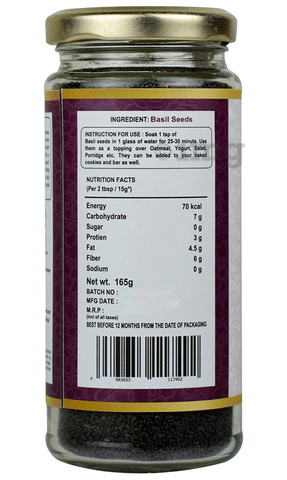 INGREDIENT: Basil Seeds
INSTRUCTION FOR USE : Soak 1 tsp of
Basil seeds in 1 glass of water for 25-30 minute. Use
them as a topping over Oatmeal, Yogurt, Salad,
Porridge etc. They can be added to your baked
cookies and bar as well.
NUTRITION FACTS
(Per 2 tbsp / 15g*)
Energy 70 kcal
Carbohydrate 7 g
Sugar 0 g
Protien 3 g
Fat 4.5 g
Fiber 6 g
Sodium 0 g
Net wt. 165g
BATCH NO :
MFG DATE :
M.R.P :
(incl of all taxes)
BEST BEFORE 12 MONTHS FROM THE DATE OF PACKAGING
4 983653 117492